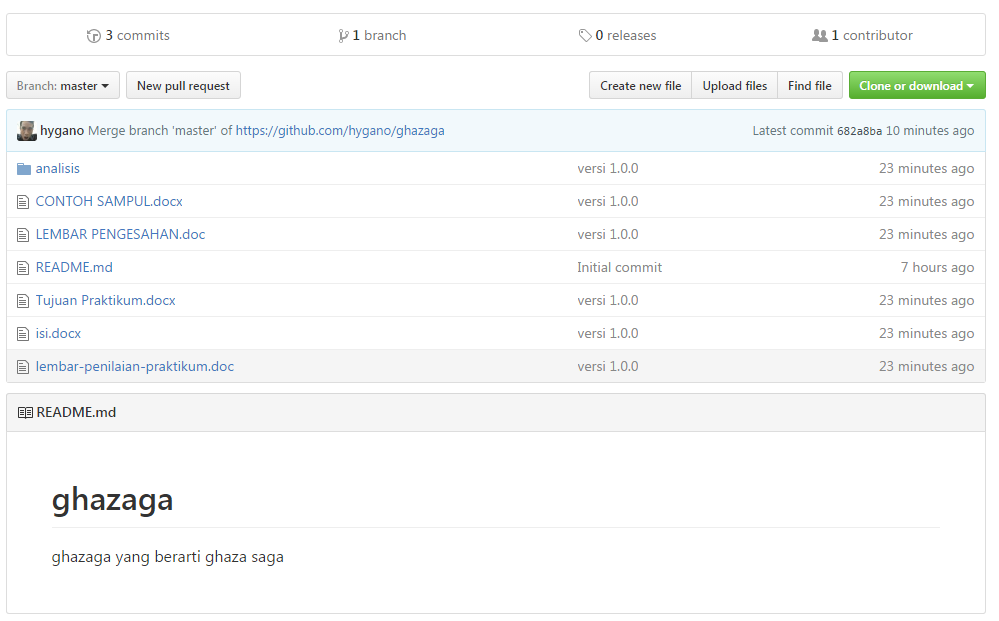 3 commits 1 branch 0 releases 1 contributor
Branch: master New pull request Create new file Upload files Find file Clone or download
hygano Merge branch 'master' of https://github.com/hygano/ghazaga Latest commit 682a8ba 10 minutes ago
analisis versi 1.0.0 23 minutes ago
CONTOH SAMPUL.docx versi 1.0.0 23 minutes ago
LEMBAR PENGESAHAN.doc versi 1.0.0 23 minutes ago
README.md Initial commit 7 hours ago
Tujuan Praktikum.docx versi 1.0.0 23 minutes ago
isi.docx versi 1.0.0 23 minutes ago
lembar-penilaian-praktikum.doc versi 1.0.0 23 minutes ago
README.md
ghazaga
ghazaga yang berarti ghaza saga